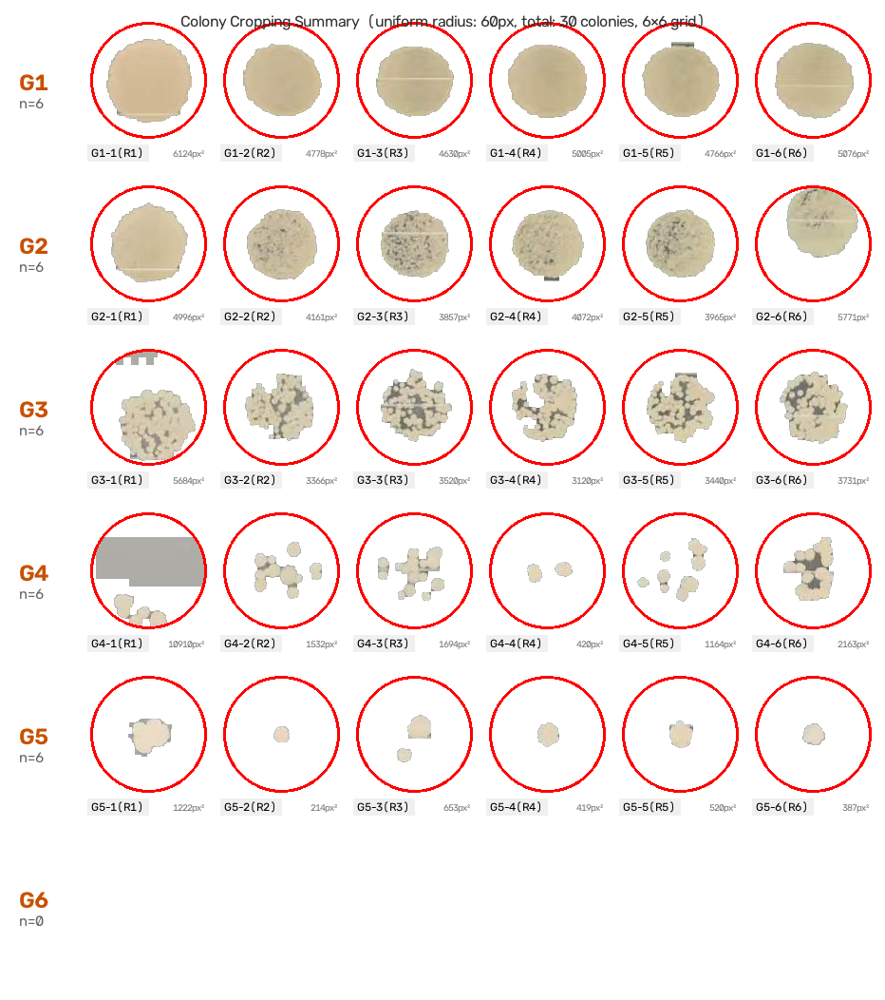 Colony Cropping Summary (uniform radius: 60px, total: 30 colonies, 6×6 grid)
G1
n=6
G1-1(R1) 6124px²
G1-2(R2) 4778px²
G1-3(R3) 4630px²
G1-4(R4) 5005px²
G1-5(R5) 4766px²
G1-6(R6) 5076px²
G2
n=6
G2-1(R1) 4996px²
G2-2(R2) 4161px²
G2-3(R3) 3857px²
G2-4(R4) 4072px²
G2-5(R5) 3965px²
G2-6(R6) 5771px²
G3
n=6
G3-1(R1) 5684px²
G3-2(R2) 3366px²
G3-3(R3) 3520px²
G3-4(R4) 3120px²
G3-5(R5) 3440px²
G3-6(R6) 3731px²
G4
n=6
G4-1(R1) 10910px²
G4-2(R2) 1532px²
G4-3(R3) 1694px²
G4-4(R4) 420px²
G4-5(R5) 1164px²
G4-6(R6) 2163px²
G5
n=6
G5-1(R1) 1222px²
G5-2(R2) 214px²
G5-3(R3) 653px²
G5-4(R4) 419px²
G5-5(R5) 520px²
G5-6(R6) 387px²
G6
n=0